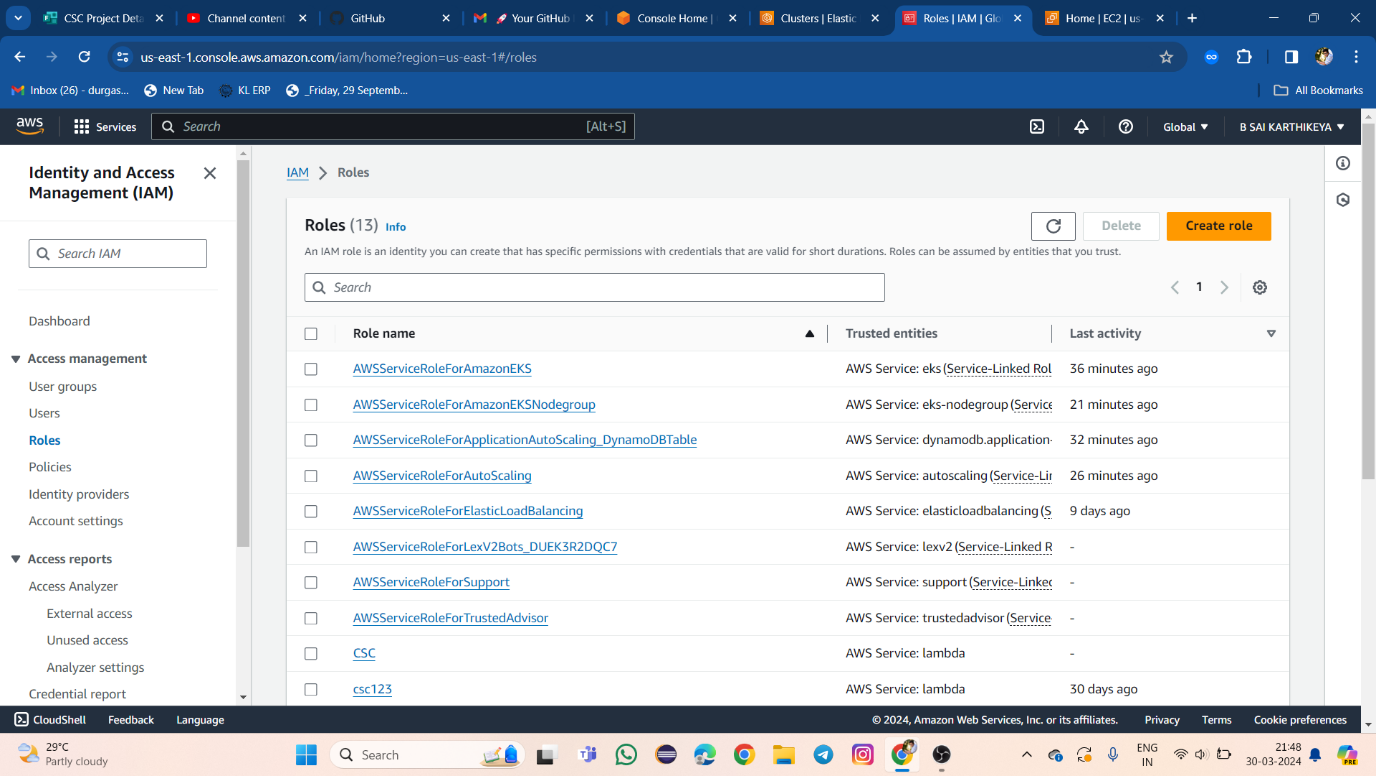 CSC Project Deta
Channel content
GitHub
Your GitHub
Console Home |
Clusters | Elastic
Roles | IAM | Glo
Home | EC2 | us-
us-east-1.console.aws.amazon.com/iam/home?region=us-east-1#/roles
Inbox (26) - durgas...
New Tab
KL ERP
_Friday, 29 Septemb...
All Bookmarks
aws
Services
Search
[Alt+S]
Global
B SAI KARTHIKEYA
Identity and Access
Management (IAM)
Search IAM
Dashboard
Access management
User groups
Users
Roles
Policies
Identity providers
Account settings
Access reports
Access Analyzer
External access
Unused access
Analyzer settings
Credential report
IAM > Roles
Roles (13) Info
Delete
Create role
An IAM role is an identity you can create that has specific permissions with credentials that are valid for short durations. Roles can be assumed by entities that you trust.
Search
1
Role name Trusted entities Last activity
AWSServiceRoleForAmazonEKS AWS Service: eks (Service-Linked Rol 36 minutes ago
AWSServiceRoleForAmazonEKSNodegroup AWS Service: eks-nodegroup (Service 21 minutes ago
AWSServiceRoleForApplicationAutoScaling_DynamoDBTable AWS Service: dynamodb.application- 32 minutes ago
AWSServiceRoleForAutoScaling AWS Service: autoscaling (Service-Lin 26 minutes ago
AWSServiceRoleForElasticLoadBalancing AWS Service: elasticloadbalancing (S 9 days ago
AWSServiceRoleForLexV2Bots_DUEK3R2DQC7 AWS Service: lexv2 (Service-Linked R -
AWSServiceRoleForSupport AWS Service: support (Service-Linked -
AWSServiceRoleForTrustedAdvisor AWS Service: trustedadvisor (Service -
CSC AWS Service: lambda -
csc123 AWS Service: lambda 30 days ago
CloudShell Feedback Language
© 2024, Amazon Web Services, Inc. or its affiliates. Privacy Terms Cookie preferences
29°C
Partly cloudy
Search
PRE
ENG
IN
21:48
30-03-2024